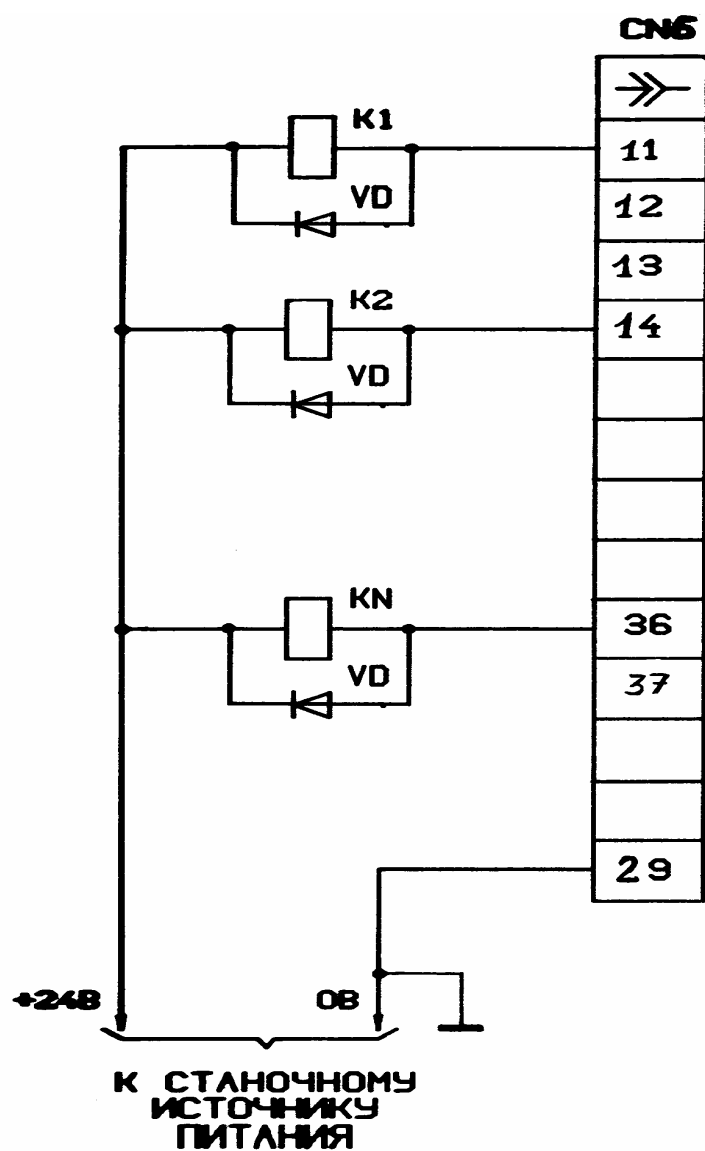 CN6
K1
11
VD
12
13
K2
14
VD
KN
36
VD
37
29
+24В
0В
К СТАНОЧНОМУ
ИСТОЧНИКУ
ПИТАНИЯ